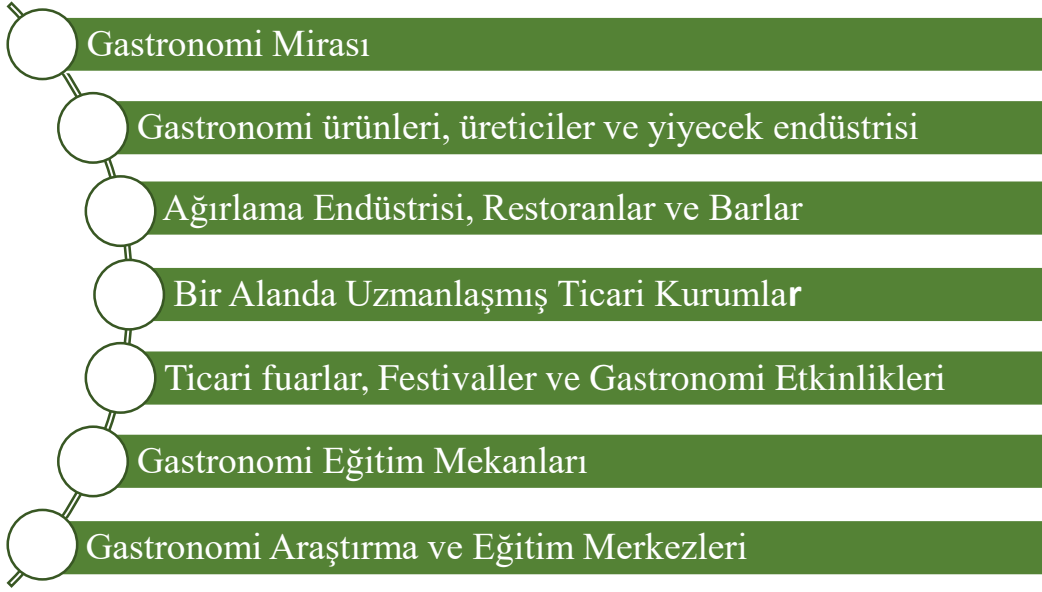 Gastronomi Mirası
Gastronomi ürünleri, üreticiler ve yiyecek endüstrisi
Ağırlama Endüstrisi, Restoranlar ve Barlar
Bir Alanda Uzmanlaşmış Ticari Kurumlar
Ticari fuarlar, Festivaller ve Gastronomi Etkinlikleri
Gastronomi Eğitim Mekanları
Gastronomi Araştırma ve Eğitim Merkezleri